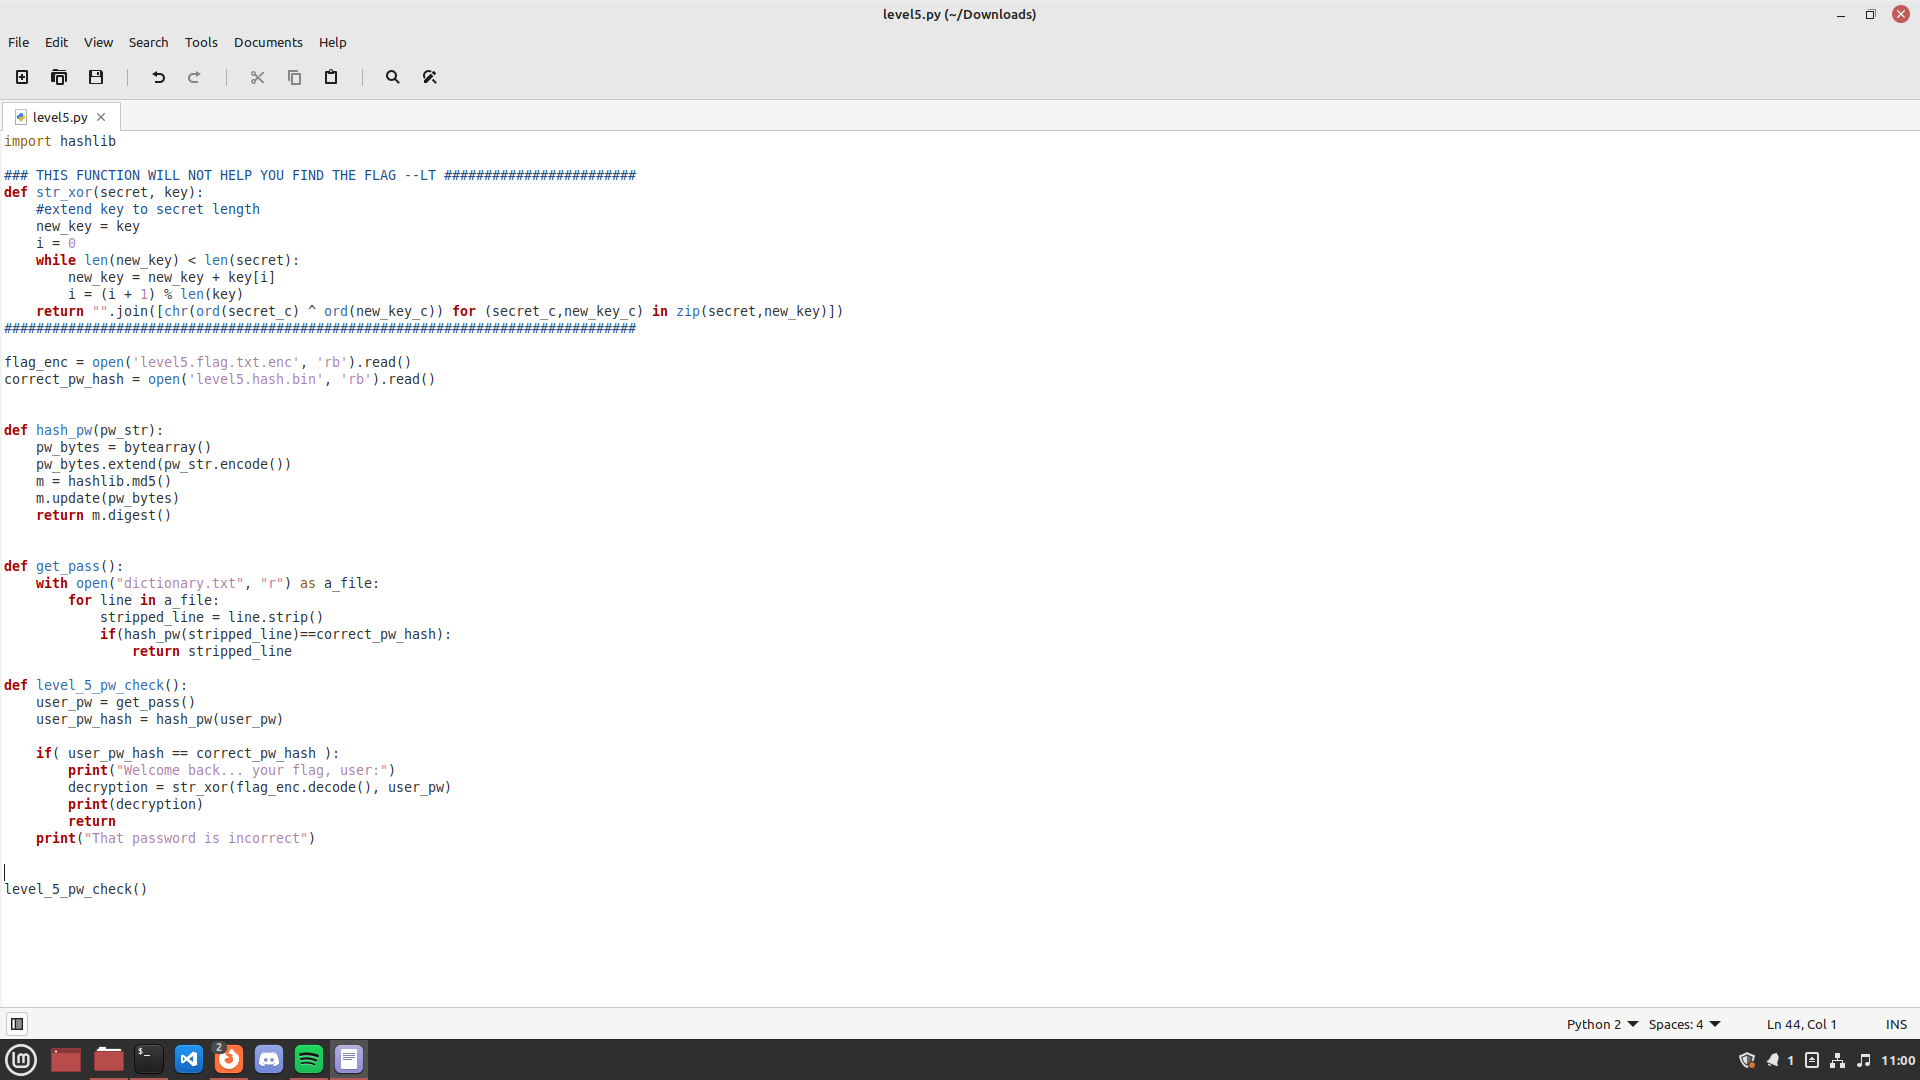 level5.py (~/Downloads)
File Edit View Search Tools Documents Help
level5.py
import hashlib
### THIS FUNCTION WILL NOT HELP YOU FIND THE FLAG --LT ########################
def str_xor(secret, key):
    #extend key to secret length
    new_key = key
    i = 0
    while len(new_key) < len(secret):
        new_key = new_key + key[i]
        i = (i + 1) % len(key)
    return "".join([chr(ord(secret_c) ^ ord(new_key_c)) for (secret_c,new_key_c) in zip(secret,new_key)])
###############################################################################
flag_enc = open('level5.flag.txt.enc', 'rb').read()
correct_pw_hash = open('level5.hash.bin', 'rb').read()
def hash_pw(pw_str):
    pw_bytes = bytearray()
    pw_bytes.extend(pw_str.encode())
    m = hashlib.md5()
    m.update(pw_bytes)
    return m.digest()
def get_pass():
    with open("dictionary.txt", "r") as a_file:
        for line in a_file:
            stripped_line = line.strip()
            if(hash_pw(stripped_line)==correct_pw_hash):
                return stripped_line
def level_5_pw_check():
    user_pw = get_pass()
    user_pw_hash = hash_pw(user_pw)
    if( user_pw_hash == correct_pw_hash ):
        print("Welcome back... your flag, user:")
        decryption = str_xor(flag_enc.decode(), user_pw)
        print(decryption)
        return
    print("That password is incorrect")
level_5_pw_check()
Python 2 Spaces: 4 Ln 44, Col 1 INS
$_ 2 1 11:00